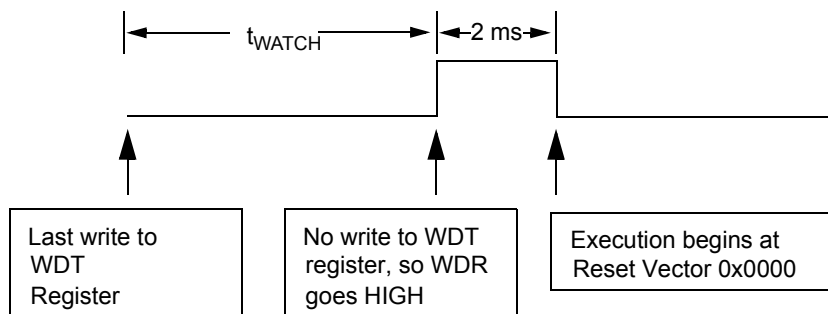 tWATCH
2 ms
Last write to
WDT
Register
No write to WDT
register, so WDR
goes HIGH
Execution begins at
Reset Vector 0x0000